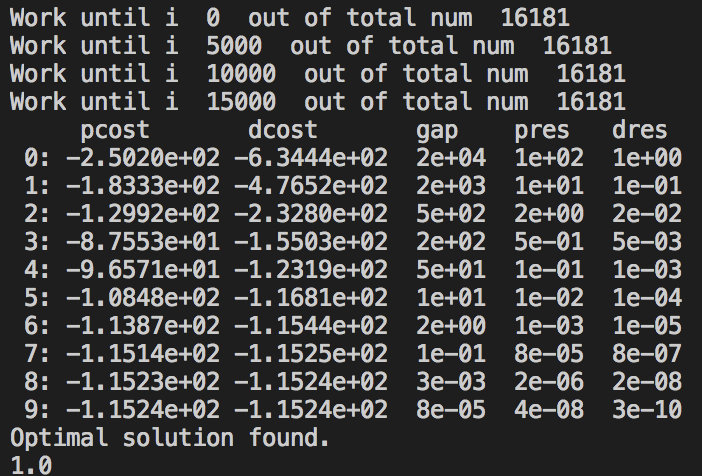 Work until i  0  out of total num  16181
Work until i  5000  out of total num  16181
Work until i  10000  out of total num  16181
Work until i  15000  out of total num  16181
     pcost       dcost       gap    pres   dres
 0: -2.5020e+02 -6.3444e+02  2e+04  1e+02  1e+00
 1: -1.8333e+02 -4.7652e+02  2e+03  1e+01  1e-01
 2: -1.2992e+02 -2.3280e+02  5e+02  2e+00  2e-02
 3: -8.7553e+01 -1.5503e+02  2e+02  5e-01  5e-03
 4: -9.6571e+01 -1.2319e+02  5e+01  1e-01  1e-03
 5: -1.0848e+02 -1.1681e+02  1e+01  1e-02  1e-04
 6: -1.1387e+02 -1.1544e+02  2e+00  1e-03  1e-05
 7: -1.1514e+02 -1.1525e+02  1e-01  8e-05  8e-07
 8: -1.1523e+02 -1.1524e+02  3e-03  2e-06  2e-08
 9: -1.1524e+02 -1.1524e+02  8e-05  4e-08  3e-10
Optimal solution found.
1.0